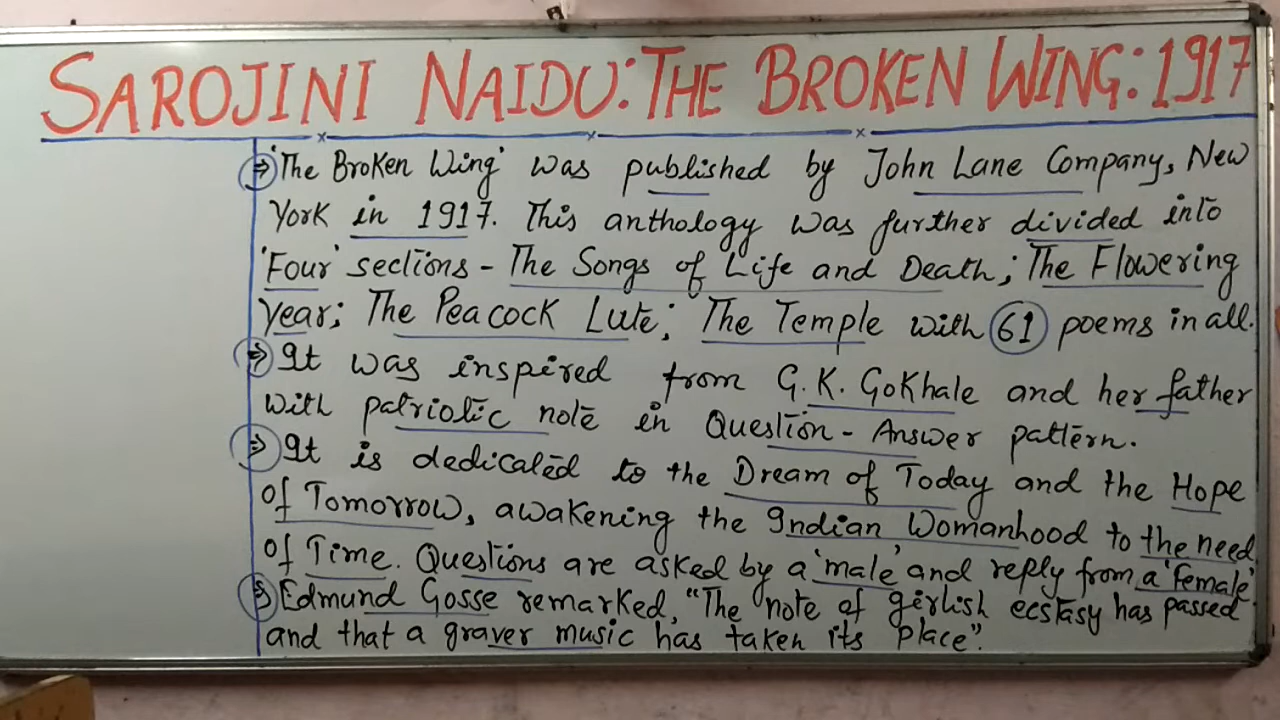 SAROJINI NAIDU: THE BROKEN WING: 1917
⇒ 'The Broken Wing' was published by John Lane Company, New
York in 1917. This anthology was further divided into
'Four' sections - The Songs of Life and Death; The Flowering
Year; The Peacock Lute; The Temple with 61 poems in all.
⇒ It was inspired from G. K. Gokhale and her father
with patriotic note in Question - Answer pattern.
⇒ It is dedicated to the Dream of Today and the Hope
of Tomorrow, awakening the Indian Womanhood to the need
of Time. Questions are asked by a 'male' and reply from a 'female'.
⇒ Edmund Gosse remarked, "The note of girlish ecstasy has passed
and that a graver music has taken its place".